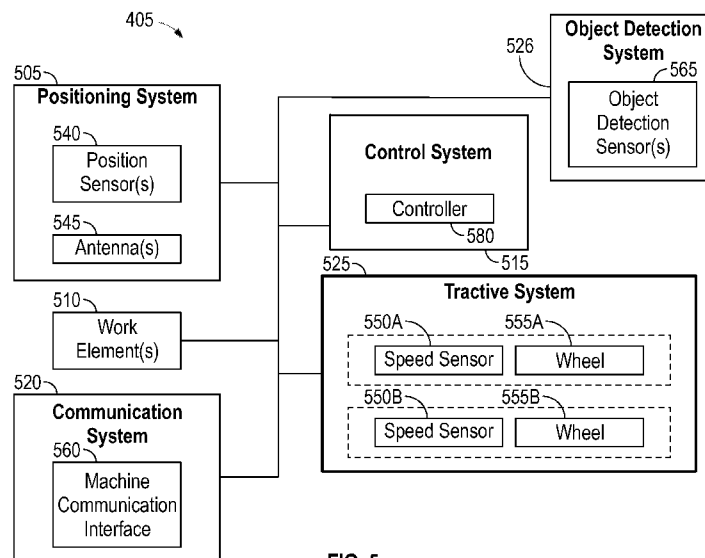 405
505
Positioning System
540
Position
Sensor(s)
545
Antenna(s)
510
Work
Element(s)
520
Communication
System
560
Machine
Communication
Interface
526
Object Detection
System
565
Object
Detection
Sensor(s)
Control System
Controller
580
515
525
Tractive System
550A
Speed Sensor
555A
Wheel
550B
Speed Sensor
555B
Wheel
FIG. 5